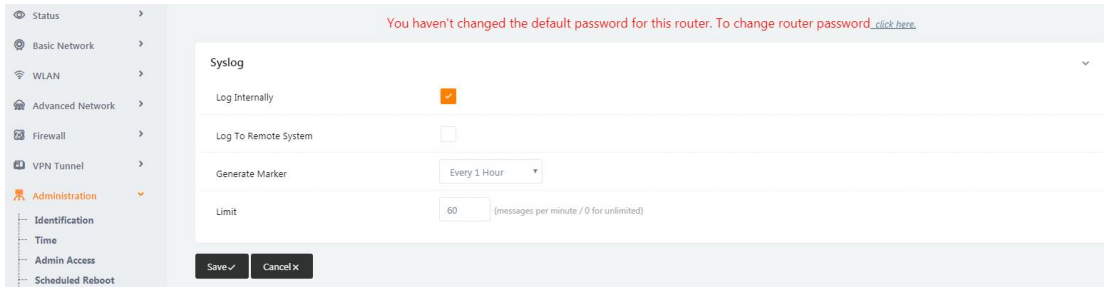 Status
Basic Network
WLAN
Advanced Network
Firewall
VPN Tunnel
Administration
Identification
Time
Admin Access
Scheduled Reboot
You haven't changed the default password for this router. To change router password click here.
Syslog
Log Internally
Log To Remote System
Generate Marker Every 1 Hour
Limit 60 (messages per minute / 0 for unlimited)
Save Cancel